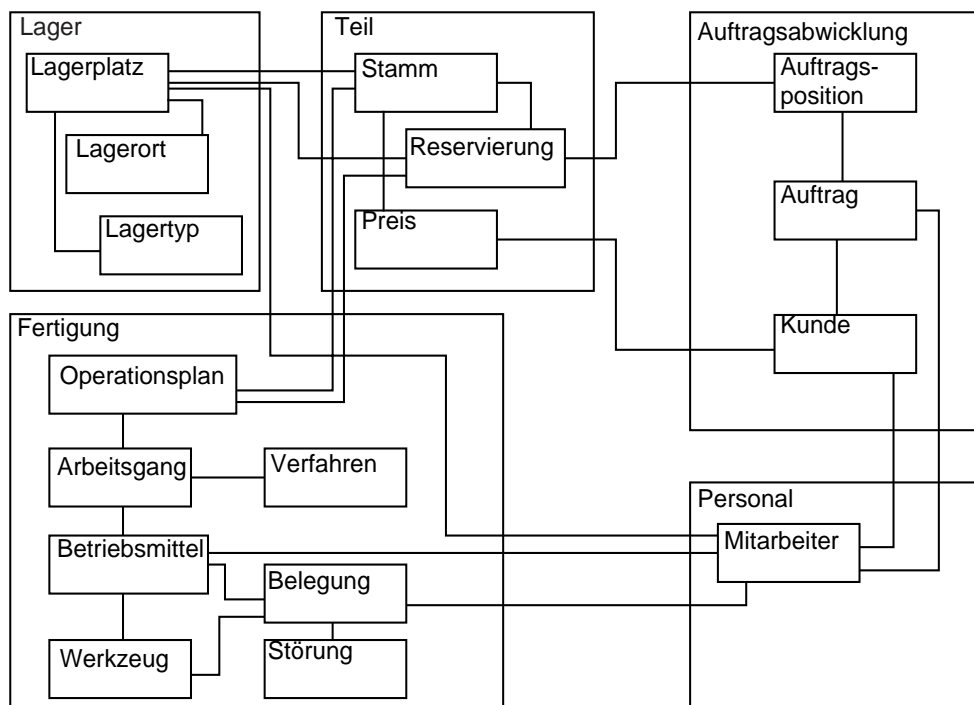 Lager
Lagerplatz
Lagerort
Lagertyp
Teil
Stamm
Reservierung
Preis
Auftragsabwicklung
Auftrags-
position
Auftrag
Kunde
Fertigung
Operationsplan
Arbeitsgang
Verfahren
Betriebsmittel
Belegung
Werkzeug
Störung
Personal
Mitarbeiter